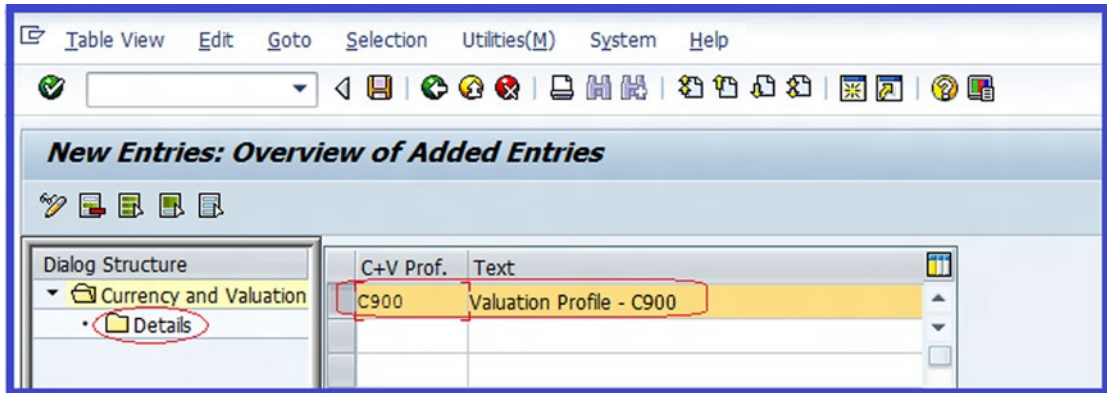 Table View Edit Goto Selection Utilities(M) System Help
New Entries: Overview of Added Entries
Dialog Structure
Currency and Valuation
Details
C+V Prof. Text
C900 Valuation Profile - C900